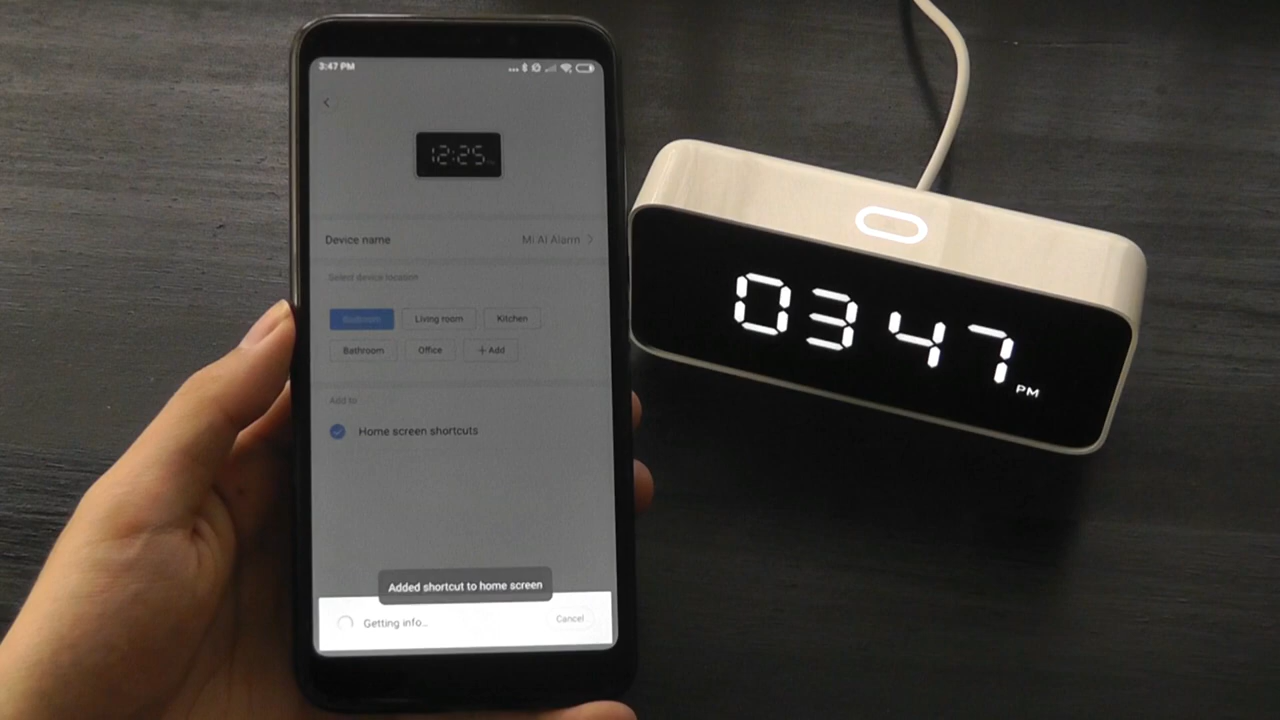 3:47 PM
12:25
Device name Mi AI Alarm
Select device location
Bedroom Living room Kitchen
Bathroom Office + Add
Add to
Home screen shortcuts
Added shortcut to home screen
Getting info... Cancel
03 47 PM